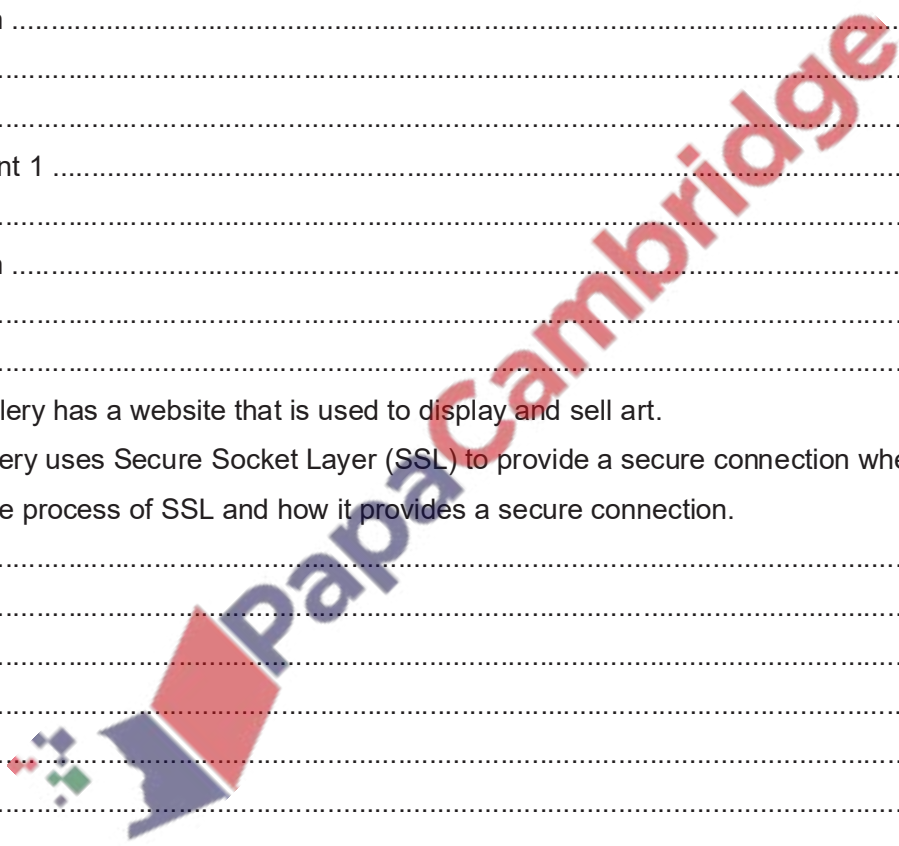 nt 1
lery has a website that is used to display and sell art.
ery uses Secure Socket Layer (SSL) to provide a secure connection whe
e process of SSL and how it provides a secure connection.
PapaCambridge